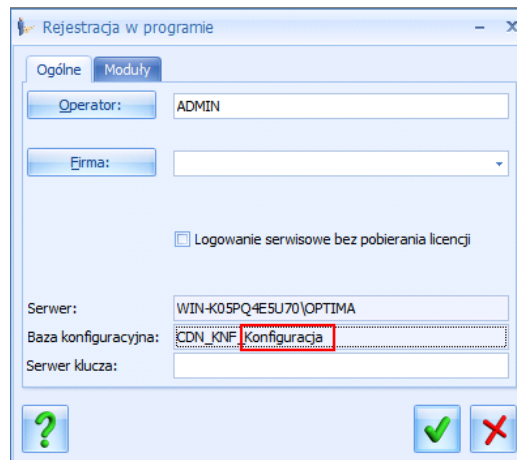 Rejestracja w programie
Ogólne Moduły
Operator: ADMIN
Firma:
Logowanie serwisowe bez pobierania licencji
Serwer: WIN-K05PQ4E5U70\OPTIMA
Baza konfiguracyjna: CDN_KNF_Konfiguracja
Serwer klucza: